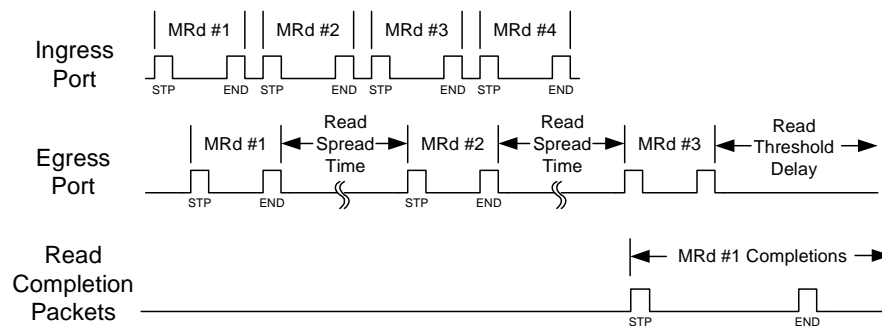 MRd #1 MRd #2 MRd #3 MRd #4
Ingress
Port
STP END STP END STP END STP END
Read
Spread
Time
Read
Spread
Time
Read
Threshold
Delay
MRd #1 MRd #2 MRd #3
Egress
Port
STP END STP END
Read
Completion
Packets
MRd #1 Completions
STP END